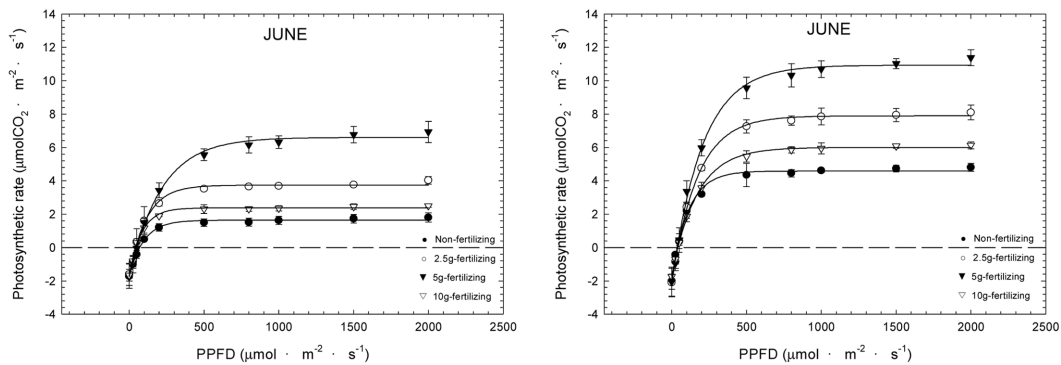 JUNE
Photosynthetic rate (μmolCO2 · m-2 · s-1)
14
12
10
8
6
4
2
0
-2
-4
Non-fertilizing
2.5g-fertilizing
5g-fertilizing
10g-fertilizing
0 500 1000 1500 2000 2500
PPFD (μmol · m-2 · s-1)
JUNE
Photosynthetic rate (μmolCO2 · m-2 · s-1)
14
12
10
8
6
4
2
0
-2
-4
Non-fertilizing
2.5g-fertilizing
5g-fertilizing
10g-fertilizing
0 500 1000 1500 2000 2500
PPFD (μmol · m-2 · s-1)